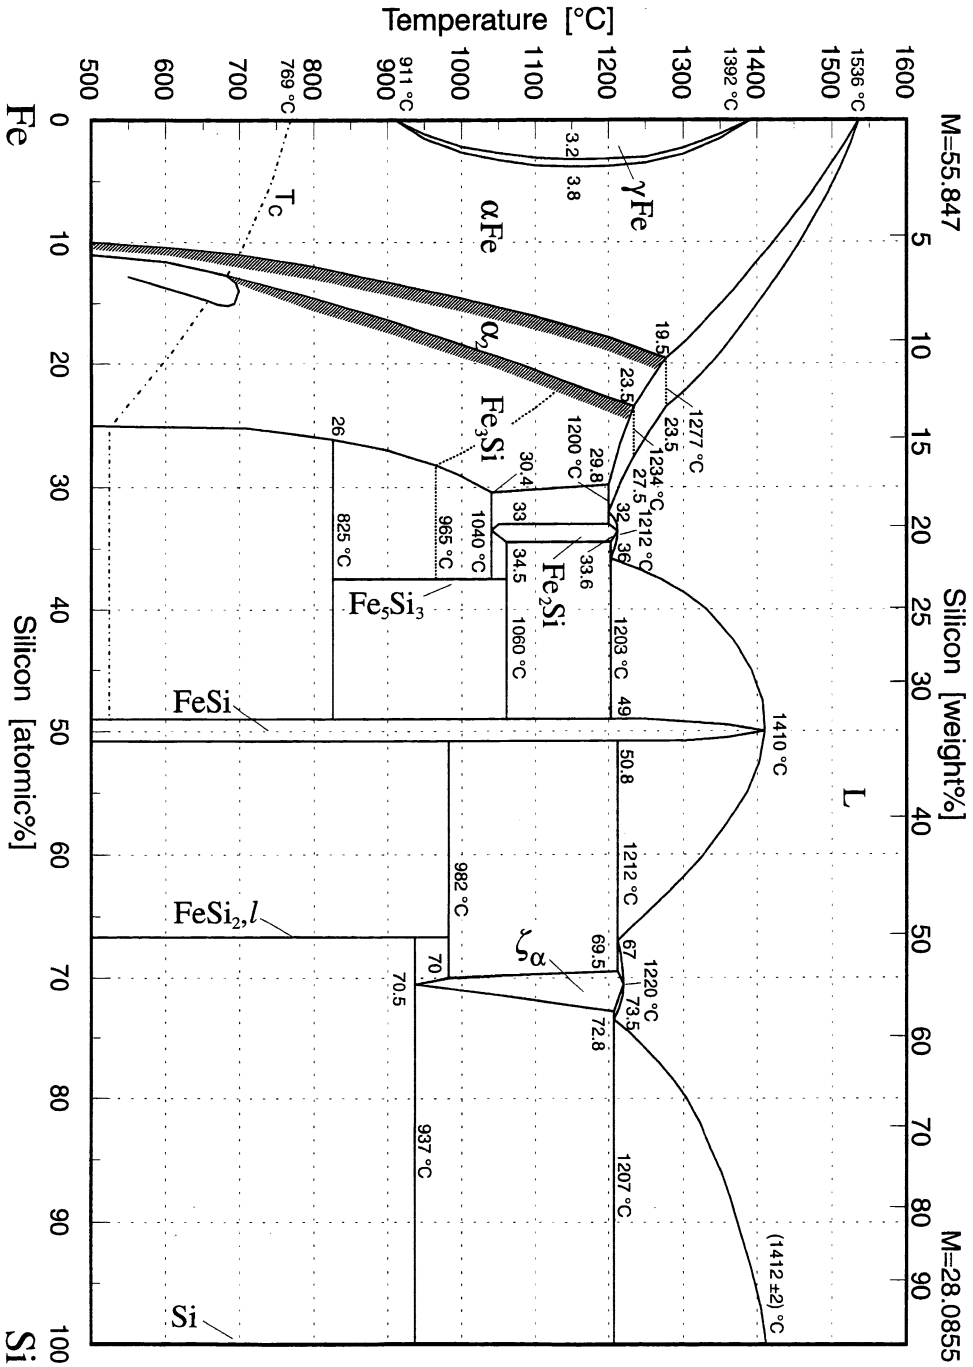 Temperature [°C]
1600
1500
1400
1300
1200
1100
1000
900
800
700
600
500
1536 °C
1392 °C
911 °C
769 °C
Silicon [weight%]
M=55.847
5
10
15
20
25
30
40
50
60
70
80
90
M=28.0855
L
3.2
3.8
γFe
αFe
T_C
α₂
19.5
1277 °C
23.5
23.5
1234 °C
27.5
Fe₃Si
1200 °C
29.8
32
1212 °C
36
30.4
33
33.6
34.5
Fe₂Si
26
825 °C
965 °C
1040 °C
1060 °C
1203 °C
Fe₅Si₃
FeSi
49
1410 °C
50.8
1212 °C
982 °C
FeSi₂,l
67
69.5
70
ζα
1220 °C
73.5
72.8
70.5
937 °C
1207 °C
(1412 ±2) °C
Si
0
10
20
30
40
50
60
70
80
90
100
Fe
Silicon [atomic%]
Si